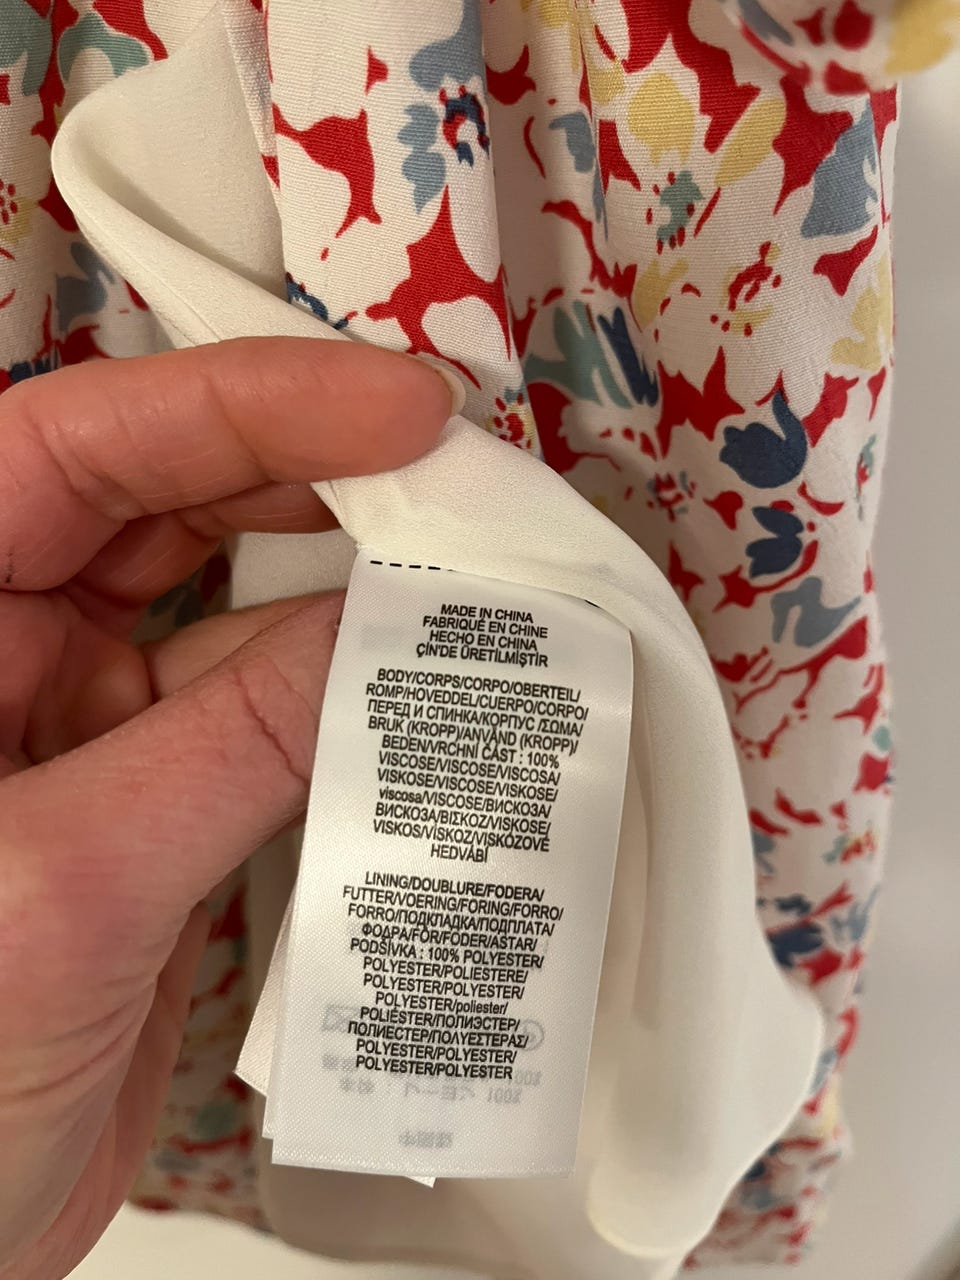 MADE IN CHINA
FABRIQUÉ EN CHINE
HECHO EN CHINA
ÇİN'DE ÜRETİLMİŞTİR
BODY/CORPS/CORPO/OBERTEIL/
ROMP/HOVEDDEL/CUERPO/CORPO/
ПЕРЕД И СПИНКА/КОРПУС /ΣΩΜΑ/
BRUK (KROPP)/ANVÄND (KROPP)/
BEDEN/VRCHNÍ ČÁST : 100%
VISCOSE/VISCOSE/VISCOSA/
VISKOSE/VISCOSE/VISKOSE/
viscosa/VISCOSE/ВИСКОЗА/
ВИСКОЗА/ΒΙΣΚΟΖ/VISKOSE/
VISKOS/VİSKOZ/VISKÓZOVÉ
HEDVÁBÍ
LINING/DOUBLURE/FODERA/
FUTTER/VOERING/FORING/FORRO/
FORRO/ПОДКЛАДКА/ПОДПЛАТА/
ΦΟΔΡΑ/FÔR/FODER/ASTAR/
PODŠÍVKA : 100% POLYESTER/
POLYESTER/POLIESTERE/
POLYESTER/POLYESTER/
POLYESTER/poliester/
POLIÉSTER/ПОЛИЭСТЕР/
ПОЛИЕСТЕР/ΠΟΛΥΕΣΤΕΡΑΣ/
POLYESTER/POLYESTER/
POLYESTER/POLYESTER